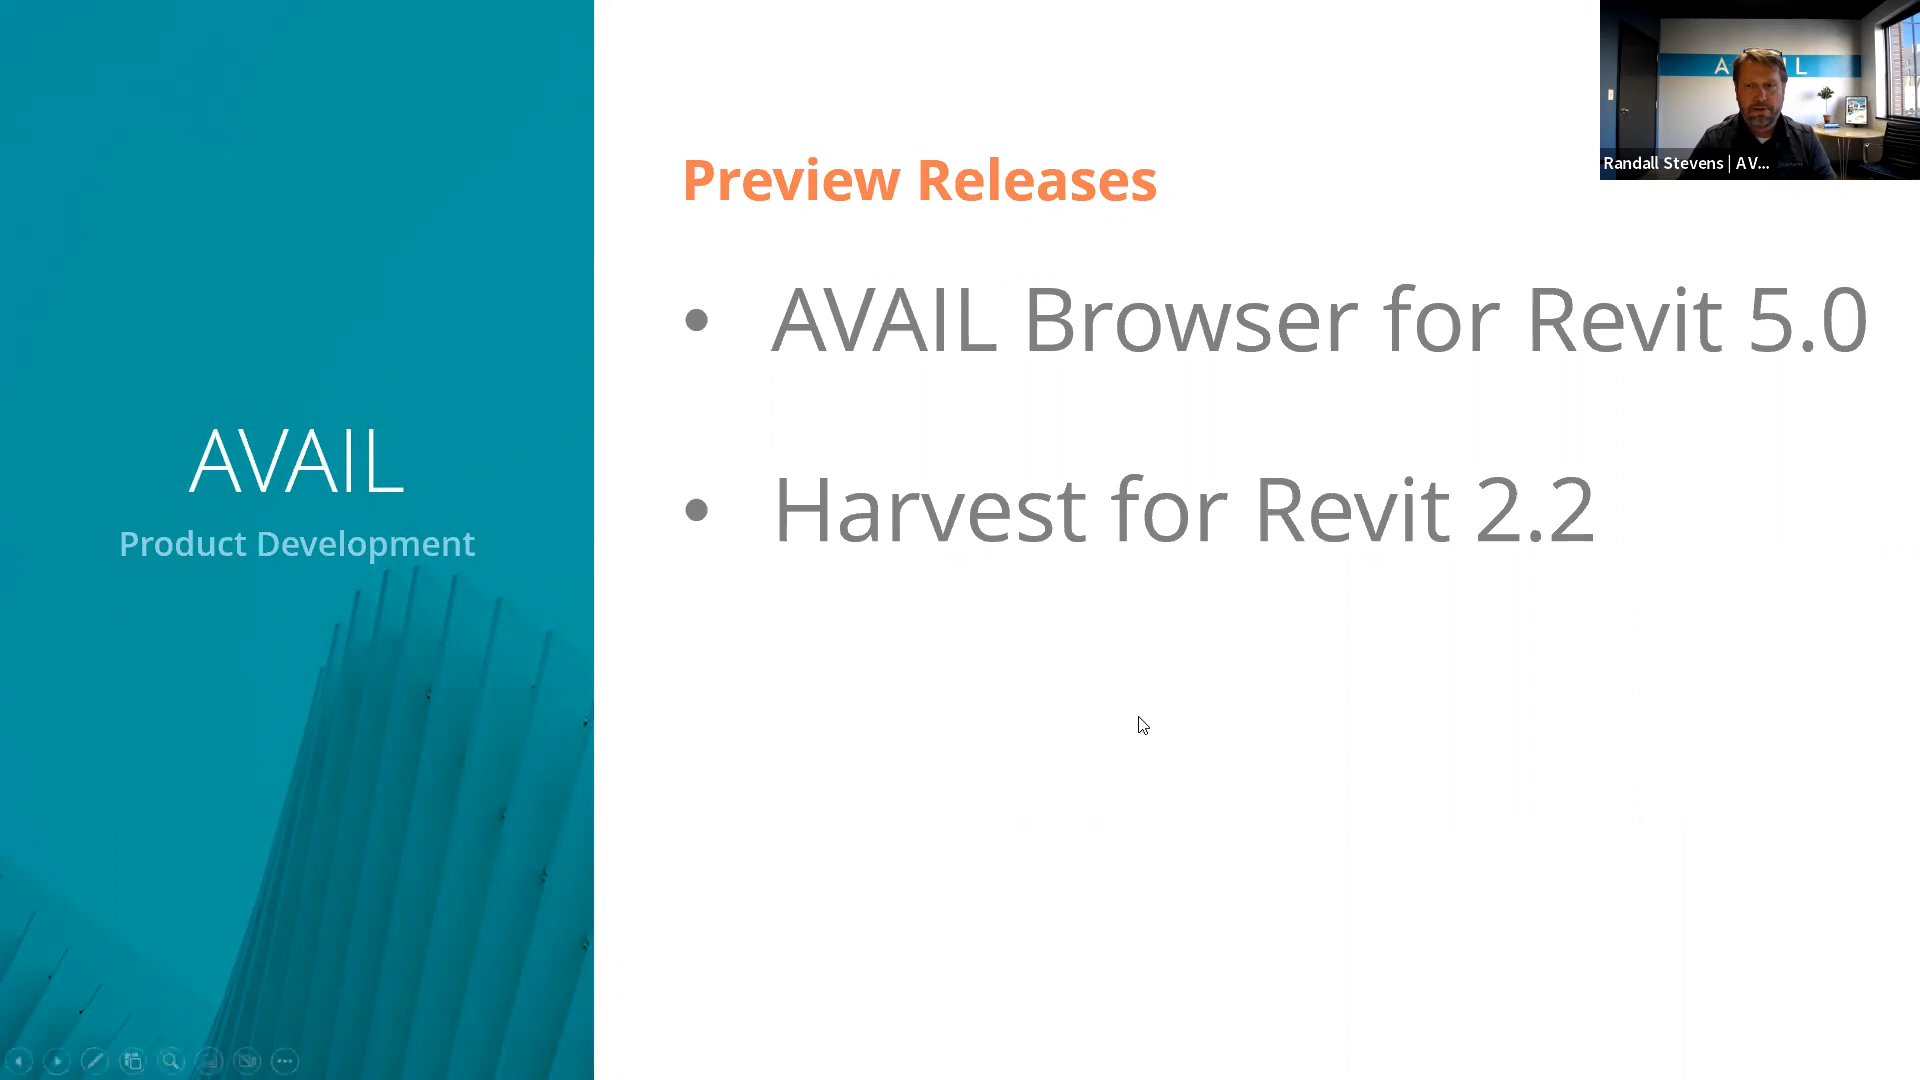 AVAIL
Product Development
Preview Releases
• AVAIL Browser for Revit 5.0
• Harvest for Revit 2.2
Randall Stevens | AV...